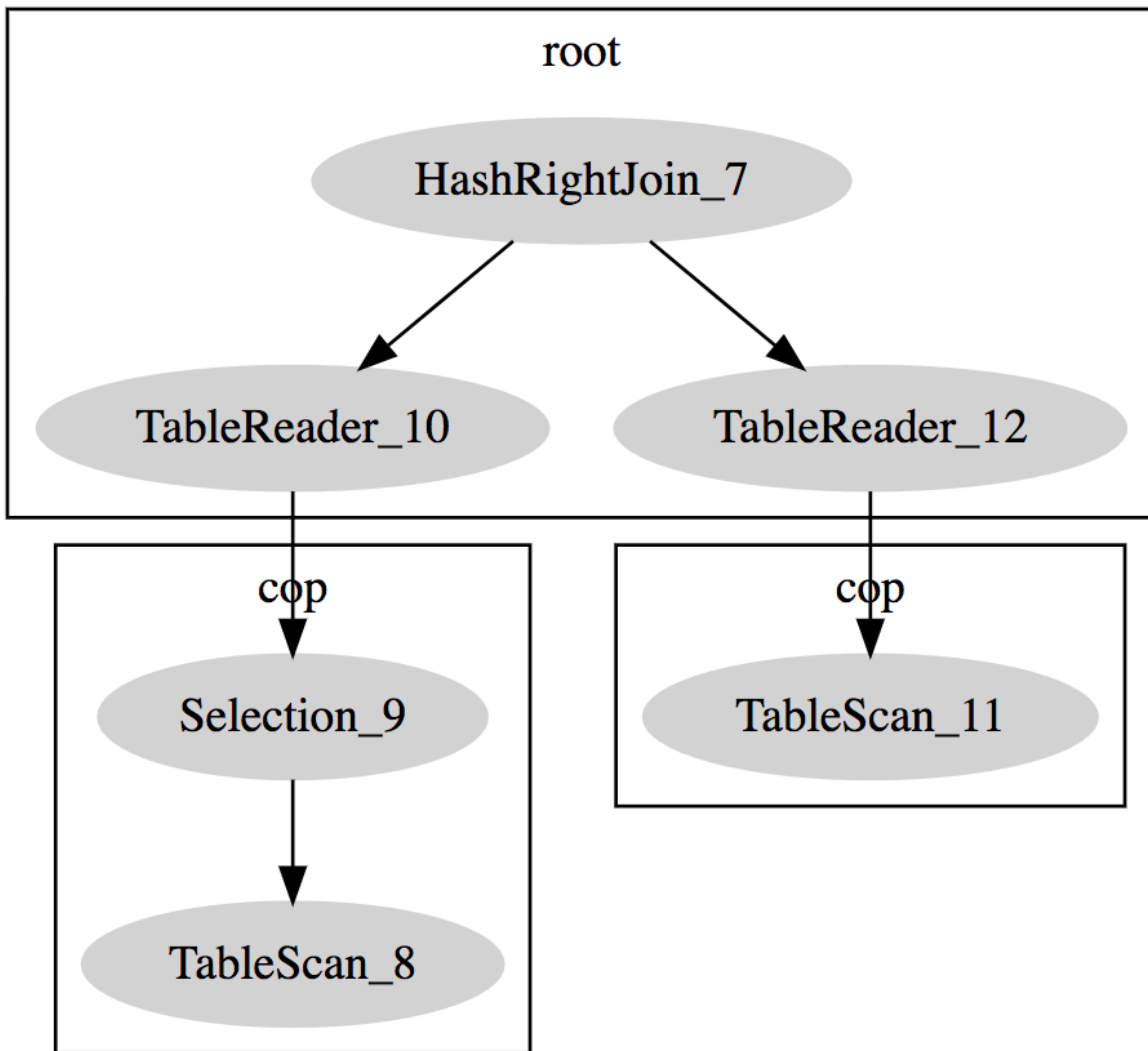 root
HashRightJoin_7
TableReader_10
TableReader_12
cop
cop
Selection_9
TableScan_11
TableScan_8